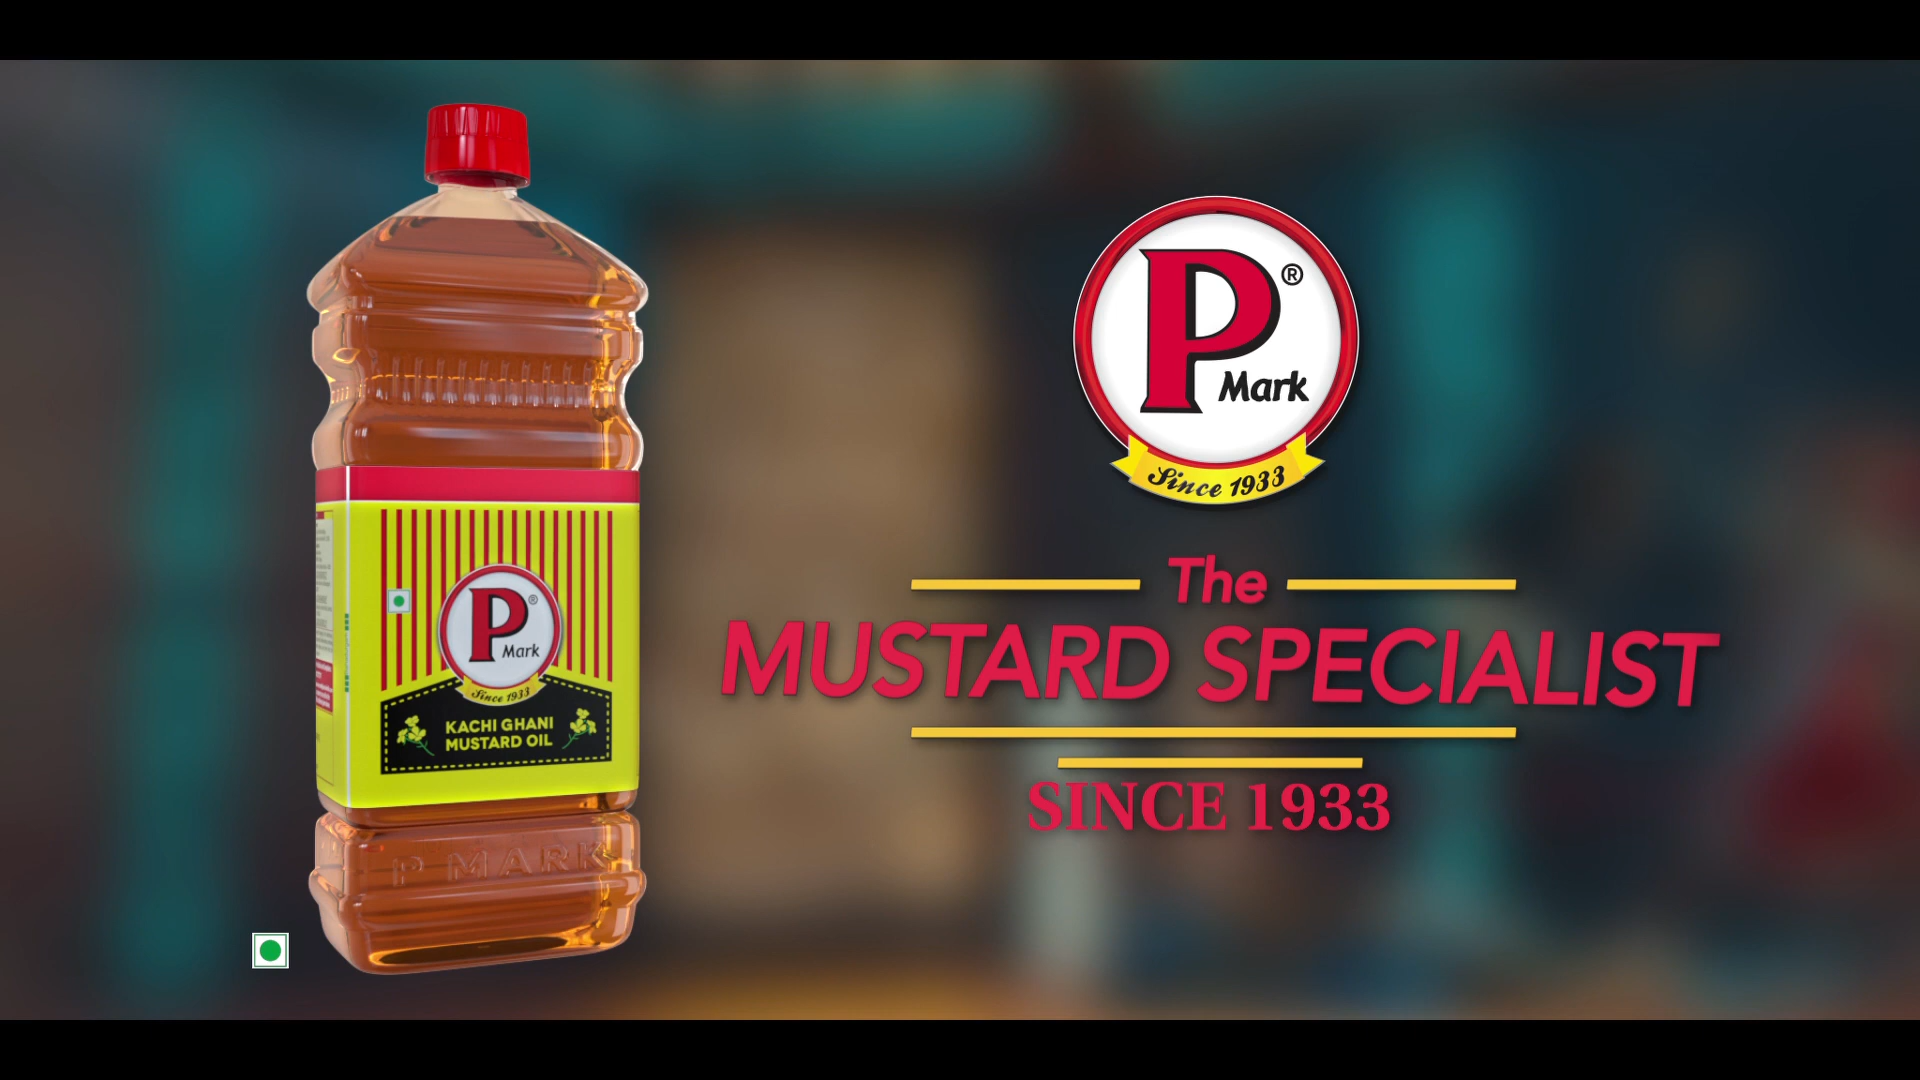 P
®
Mark
Since 1933
The
MUSTARD SPECIALIST
SINCE 1933
P
®
Mark
Since 1933
KACHI GHANI
MUSTARD OIL
P MARK